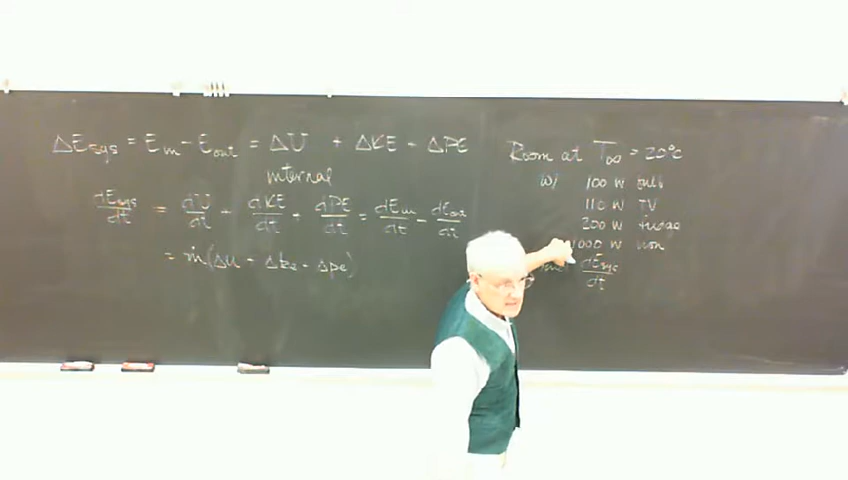 ΔEsys = Ein - Eout = ΔU + ΔKE + ΔPE
internal
dEsys/dt = dU/dt + dKE/dt + dPE/dt = dEin/dt - dEout/dt
= ṁ(Δu + Δke + Δpe)
Room at T∞ = 20°C
w/ 100 W bulb
110 W TV
200 W fridge
1000 W iron
dEsys/dt